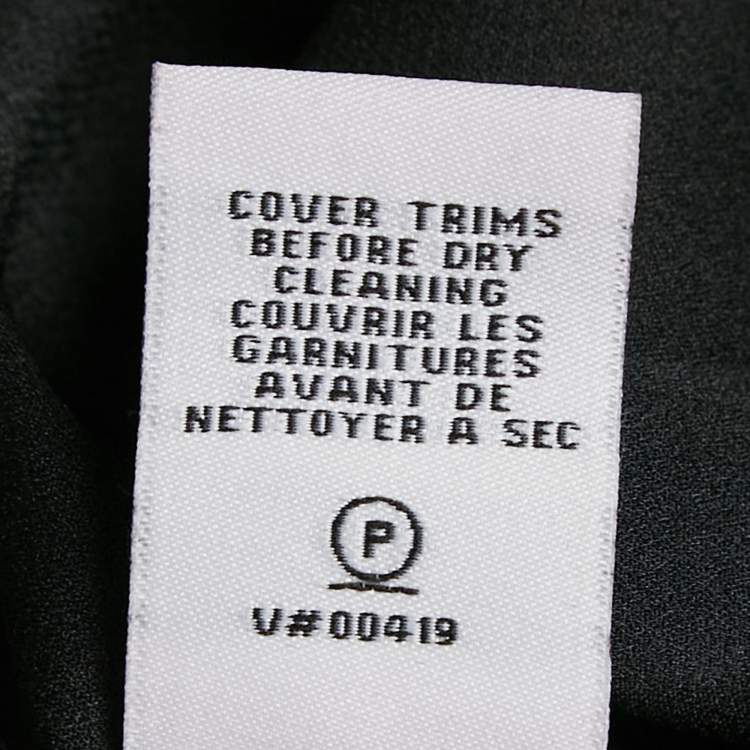 COVER TRIMS
BEFORE DRY
CLEANING
COUVRIR LES
GARNITURES
AVANT DE
NETTOYER A SEC
P
V#00419